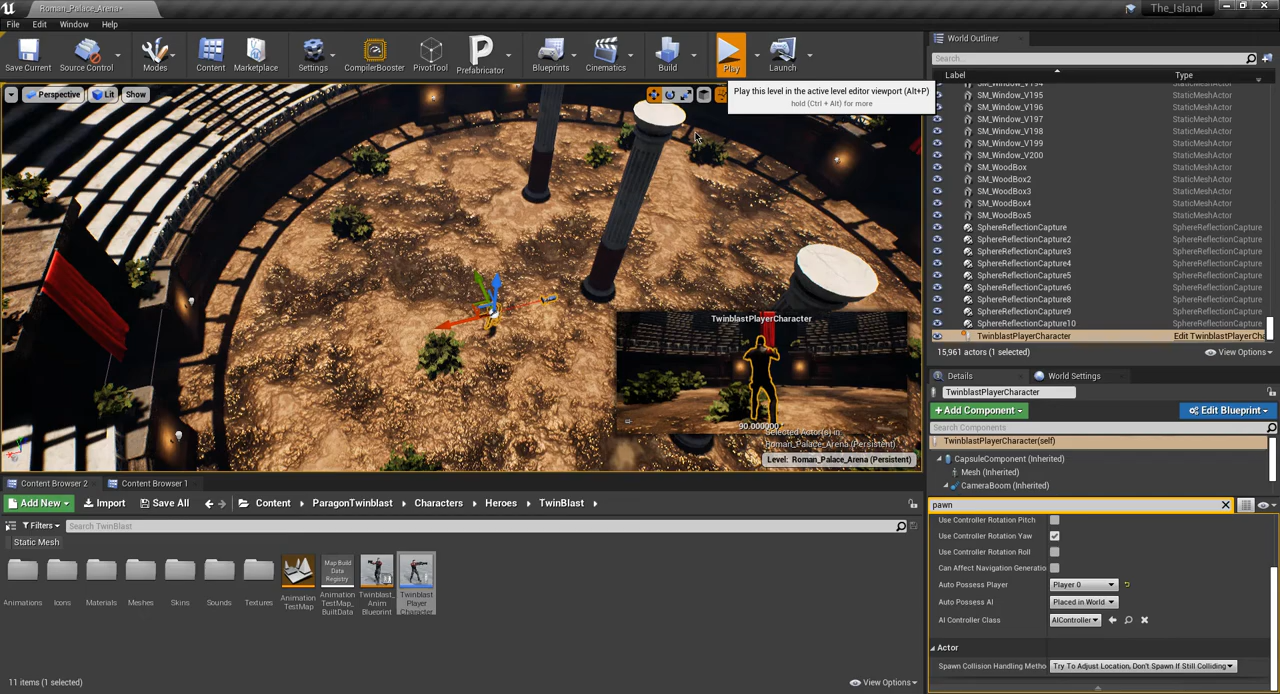 Roman_Palace_Arena*
The_Island
File Edit Window Help
Save Current
Source Control
Modes
Content
Marketplace
Settings
CompilerBooster
PivotTool
Prefabricator
Blueprints
Cinematics
Build
Play
Launch
Play this level in the active level editor viewport (Alt+P)
hold (Ctrl + Alt) for more
Perspective
Lit
Show
TwinblastPlayerCharacter
90.000000
Selected Actor(s) in:
Roman_Palace_Arena (Persistent)
Level: Roman_Palace_Arena (Persistent)
World Outliner
Search...
Label Type
SM_Window_V195 StaticMeshActor
SM_Window_V196 StaticMeshActor
SM_Window_V197 StaticMeshActor
SM_Window_V198 StaticMeshActor
SM_Window_V199 StaticMeshActor
SM_Window_V200 StaticMeshActor
SM_WoodBox StaticMeshActor
SM_WoodBox2 StaticMeshActor
SM_WoodBox3 StaticMeshActor
SM_WoodBox4 StaticMeshActor
SM_WoodBox5 StaticMeshActor
SphereReflectionCapture SphereReflectionCapture
SphereReflectionCapture2 SphereReflectionCapture
SphereReflectionCapture3 SphereReflectionCapture
SphereReflectionCapture4 SphereReflectionCapture
SphereReflectionCapture5 SphereReflectionCapture
SphereReflectionCapture6 SphereReflectionCapture
SphereReflectionCapture8 SphereReflectionCapture
SphereReflectionCapture9 SphereReflectionCapture
SphereReflectionCapture10 SphereReflectionCapture
TwinblastPlayerCharacter Edit TwinblastPlayerCha
15,961 actors (1 selected)
View Options
Details
World Settings
TwinblastPlayerCharacter
+Add Component
Edit Blueprint
Search Components
TwinblastPlayerCharacter(self)
CapsuleComponent (Inherited)
Mesh (Inherited)
CameraBoom (Inherited)
pawn
Use Controller Rotation Pitch
Use Controller Rotation Yaw
Use Controller Rotation Roll
Can Affect Navigation Generatio
Auto Possess Player Player 0
Auto Possess AI Placed in World
AI Controller Class AIController
Actor
Spawn Collision Handling Metho Try To Adjust Location, Don't Spawn If Still Colliding
Content Browser 2
Content Browser 1
Add New
Import
Save All
Content
ParagonTwinblast
Characters
Heroes
TwinBlast
Filters
Search TwinBlast
Static Mesh
Animations
Icons
Materials
Meshes
Skins
Sounds
Textures
Animation
TestMap
Map Build
Data
Registry
Animation
TestMap_
BuiltData
Twinblast_
Anim
Blueprint
Twinblast
Player
Character
11 items (1 selected)
View Options